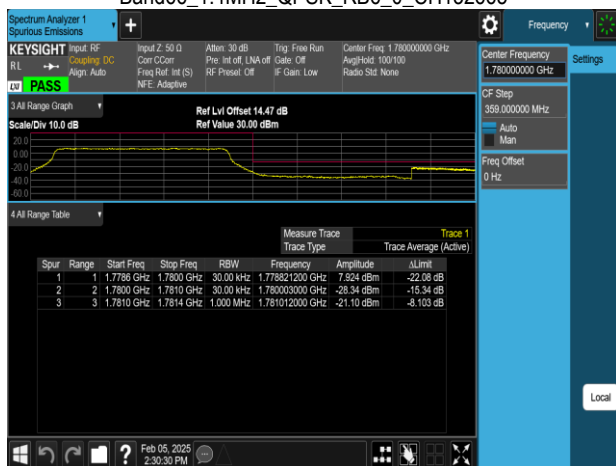 Spectrum Analyzer 1
Spurious Emissions
+
Frequency
KEYSIGHT
RL
LXI
PASS
Input: RF
Coupling: DC
Align: Auto
Input Z: 50 Ω
Corr CCorr
Freq Ref: Int (S)
NFE: Adaptive
Atten: 30 dB
Pre: Int off, LNA off
RF Preset: Off
Trig: Free Run
Gate: Off
IF Gain: Low
Center Freq: 1.780000000 GHz
Avg|Hold: 100/100
Radio Std: None
Center Frequency
1.780000000 GHz
Settings
CF Step
359.000000 MHz
Auto
Man
Freq Offset
0 Hz
Local
3 All Range Graph
Scale/Div 10.0 dB
Ref Lvl Offset 14.47 dB
Ref Value 30.00 dBm
20.0
0.00
-20.0
-40.0
-60.0
4 All Range Table
Measure Trace Trace 1
Trace Type Trace Average (Active)
Spur Range Start Freq Stop Freq RBW Frequency Amplitude ΔLimit
1 1 1.7786 GHz 1.7800 GHz 30.00 kHz 1.778821200 GHz 7.924 dBm -22.08 dB
2 2 1.7800 GHz 1.7810 GHz 30.00 kHz 1.780003000 GHz -28.34 dBm -15.34 dB
3 3 1.7810 GHz 1.7814 GHz 1.000 MHz 1.781012000 GHz -21.10 dBm -8.103 dB
?
Feb 05, 2025
2:30:30 PM